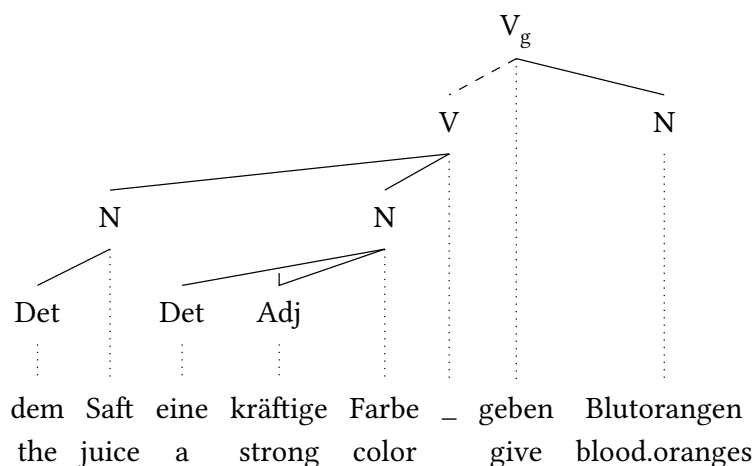 V_g
V N
N N
Det Det Adj
dem Saft eine kräftige Farbe _ geben Blutorangen
the juice a strong color give blood.oranges